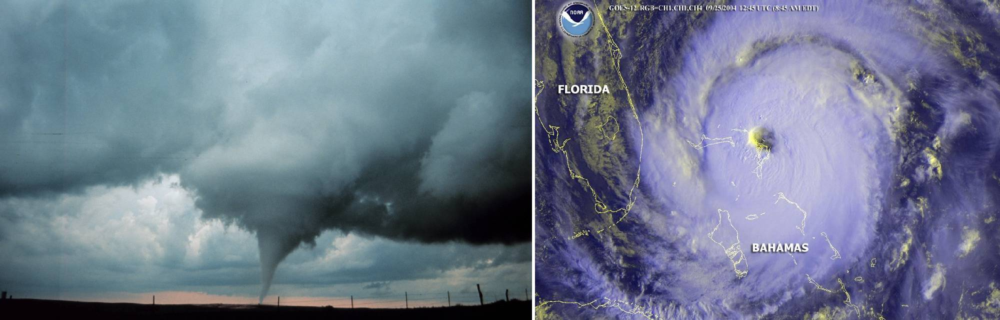 GOES-12 RGB=CH1,CH1,CH4 09/25/2004 12:45 UTC (8:45 AM EDT)
NOAA
FLORIDA
BAHAMAS